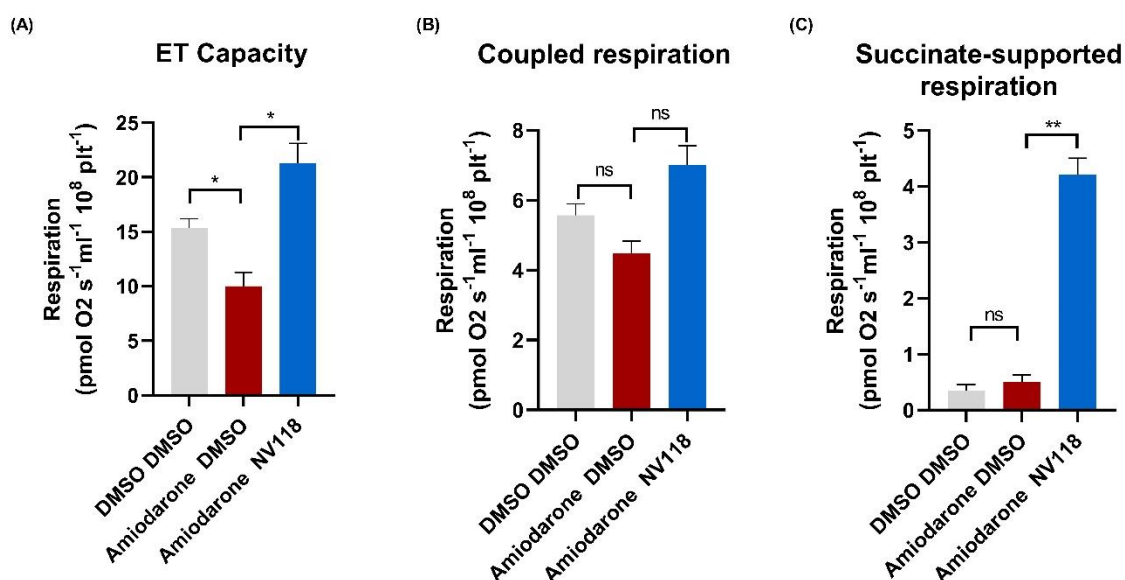 (A)
ET Capacity
Respiration
(pmol O2 s⁻¹ml⁻¹ 10⁸ plt⁻¹)
25
20
15
10
5
0
*
*
DMSO DMSO
Amiodarone DMSO
Amiodarone NV118
(B)
Coupled respiration
Respiration
(pmol O2 s⁻¹ml⁻¹ 10⁸ plt⁻¹)
8
6
4
2
0
ns
ns
DMSO DMSO
Amiodarone DMSO
Amiodarone NV118
(C)
Succinate-supported
respiration
Respiration
(pmol O2 s⁻¹ml⁻¹ 10⁸ plt⁻¹)
5
4
3
2
1
0
**
ns
DMSO DMSO
Amiodarone DMSO
Amiodarone NV118